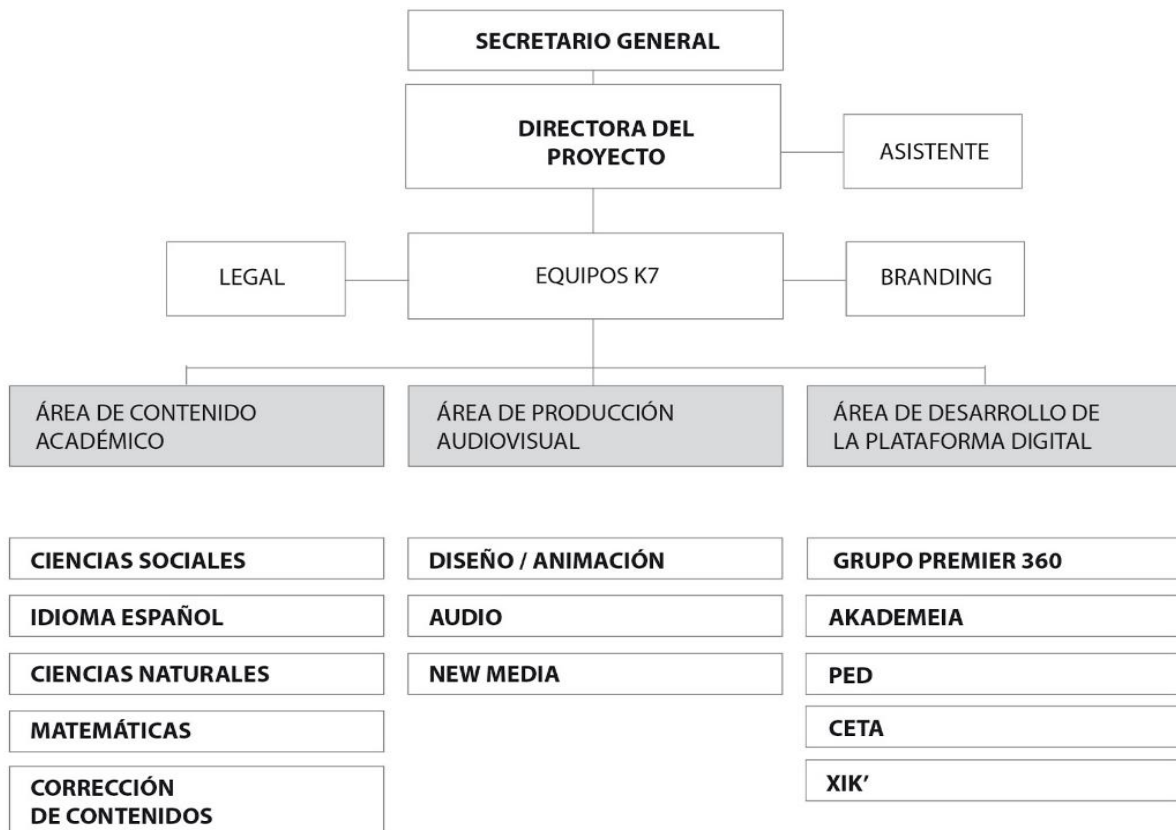 SECRETARIO GENERAL
DIRECTORA DEL
PROYECTO
ASISTENTE
LEGAL
EQUIPOS K7
BRANDING
ÁREA DE CONTENIDO
ACADÉMICO
ÁREA DE PRODUCCIÓN
AUDIOVISUAL
ÁREA DE DESARROLLO DE
LA PLATAFORMA DIGITAL
CIENCIAS SOCIALES
IDIOMA ESPAÑOL
CIENCIAS NATURALES
MATEMÁTICAS
CORRECCIÓN
DE CONTENIDOS
DISEÑO / ANIMACIÓN
AUDIO
NEW MEDIA
GRUPO PREMIER 360
AKADEMEIA
PED
CETA
XIK’